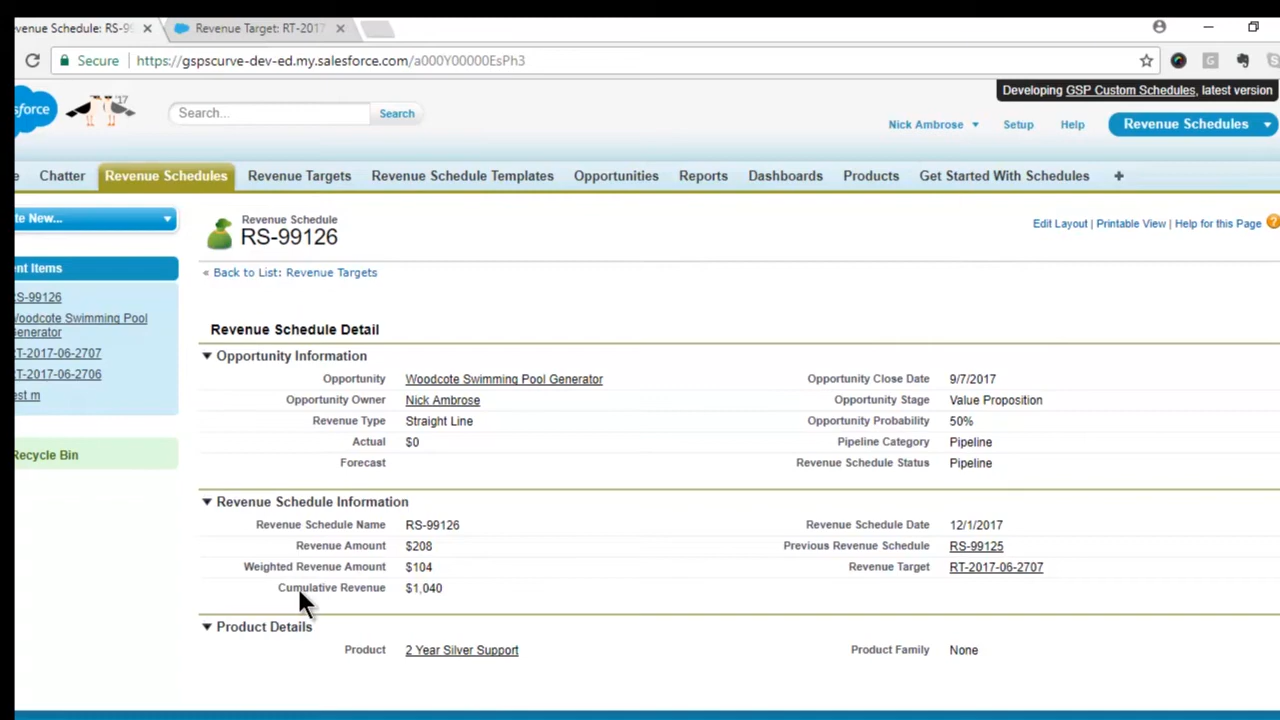 venue Schedule: RS-99 Revenue Target: RT-2017
Secure https://gspscurve-dev-ed.my.salesforce.com/a000Y00000EsPh3
Developing GSP Custom Schedules, latest version
sforce '17 Search... Search
Nick Ambrose Setup Help Revenue Schedules
e Chatter Revenue Schedules Revenue Targets Revenue Schedule Templates Opportunities Reports Dashboards Products Get Started With Schedules +
te New...
ent Items
S-99126
Woodcote Swimming Pool
Generator
T-2017-06-2707
T-2017-06-2706
est m
Recycle Bin
Revenue Schedule
RS-99126
Edit Layout | Printable View | Help for this Page ?
« Back to List: Revenue Targets
Revenue Schedule Detail
Opportunity Information
Opportunity Woodcote Swimming Pool Generator Opportunity Close Date 9/7/2017
Opportunity Owner Nick Ambrose Opportunity Stage Value Proposition
Revenue Type Straight Line Opportunity Probability 50%
Actual $0 Pipeline Category Pipeline
Forecast Revenue Schedule Status Pipeline
Revenue Schedule Information
Revenue Schedule Name RS-99126 Revenue Schedule Date 12/1/2017
Revenue Amount $208 Previous Revenue Schedule RS-99125
Weighted Revenue Amount $104 Revenue Target RT-2017-06-2707
Cumulative Revenue $1,040
Product Details
Product 2 Year Silver Support Product Family None